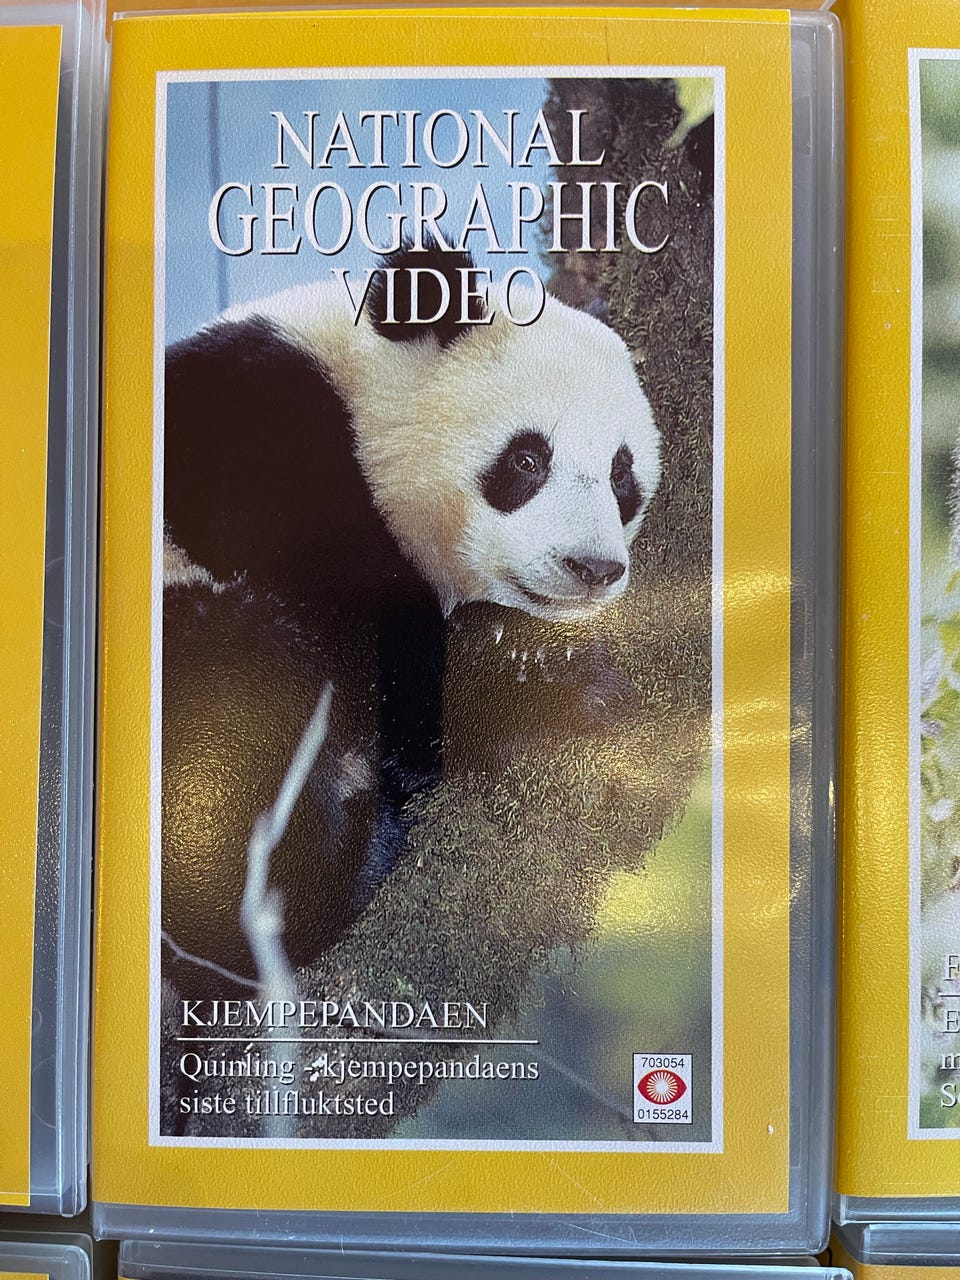 NATIONAL
GEOGRAPHIC
VIDEO
KJEMPEPANDAEN
Quinling - kjempepandaens
siste tillfluktsted
703054
0155284